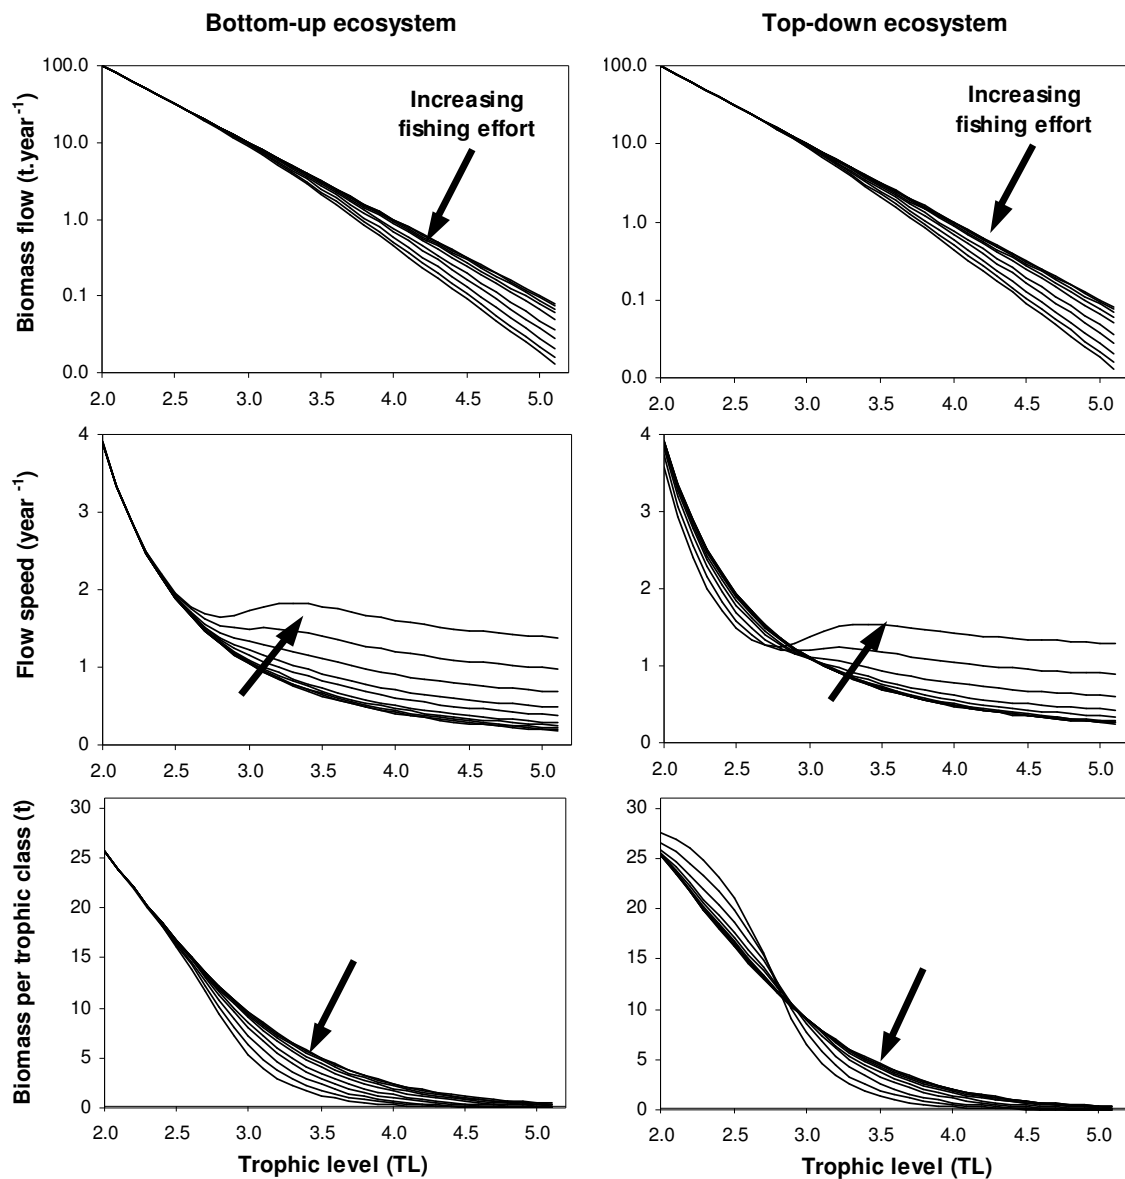 Bottom-up ecosystem
Top-down ecosystem
Biomass flow (t.year⁻¹)
100.0
10.0
1.0
0.1
0.0
Increasing
fishing effort
2.0 2.5 3.0 3.5 4.0 4.5 5.0
100.0
10.0
1.0
0.1
0.0
Increasing
fishing effort
2.0 2.5 3.0 3.5 4.0 4.5 5.0
Flow speed (year ⁻¹)
4
3
2
1
0
2.0 2.5 3.0 3.5 4.0 4.5 5.0
4
3
2
1
0
2.0 2.5 3.0 3.5 4.0 4.5 5.0
Biomass per trophic class (t)
30
25
20
15
10
5
0
2.0 2.5 3.0 3.5 4.0 4.5 5.0
Trophic level (TL)
30
25
20
15
10
5
0
2.0 2.5 3.0 3.5 4.0 4.5 5.0
Trophic level (TL)